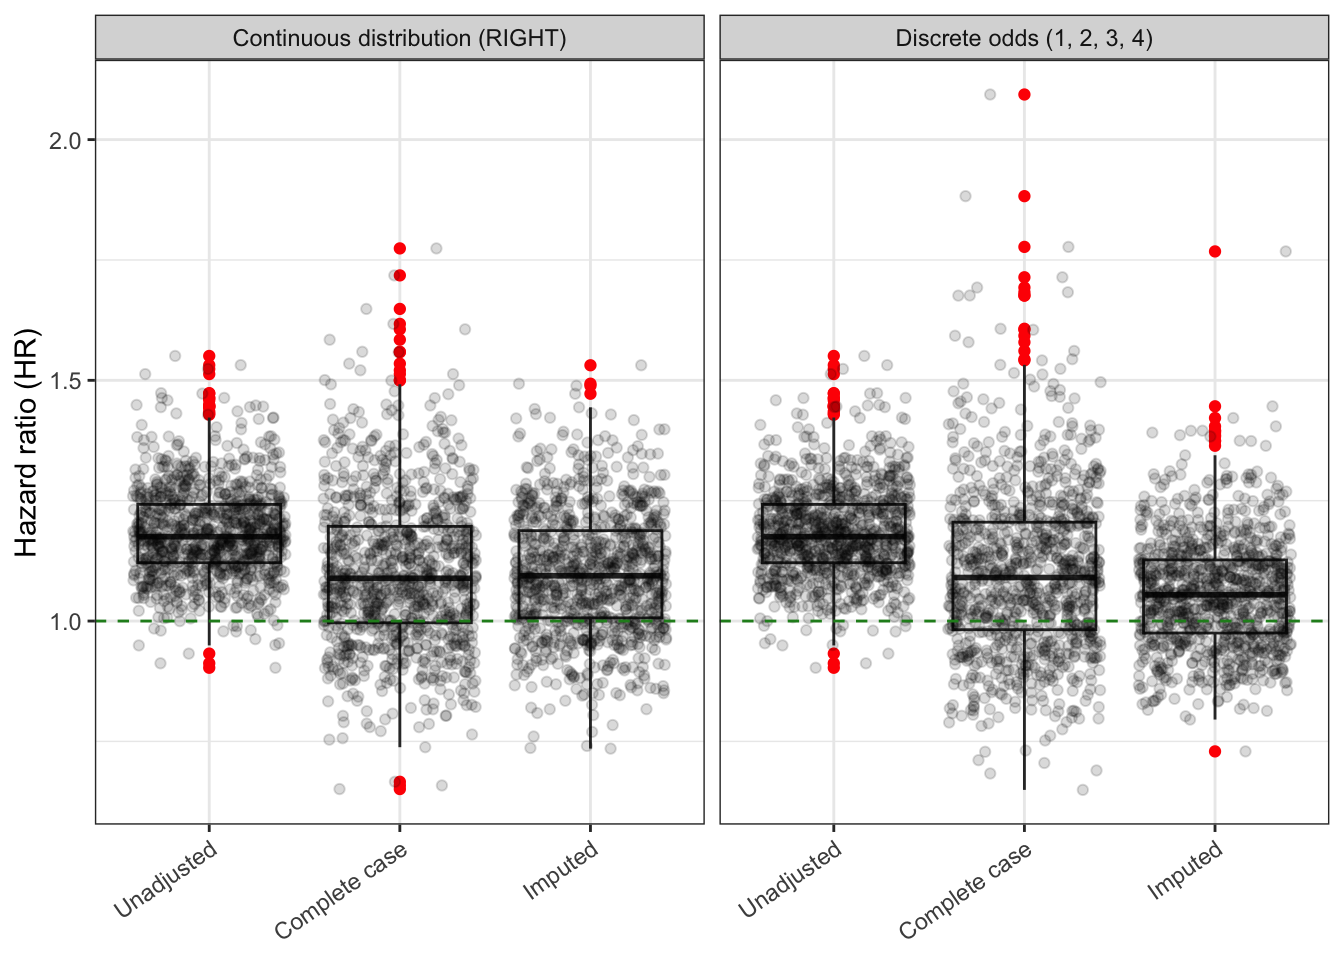 Continuous distribution (RIGHT)
Discrete odds (1, 2, 3, 4)
Hazard ratio (HR)
2.0
1.5
1.0
Unadjusted
Complete case
Imputed
Unadjusted
Complete case
Imputed